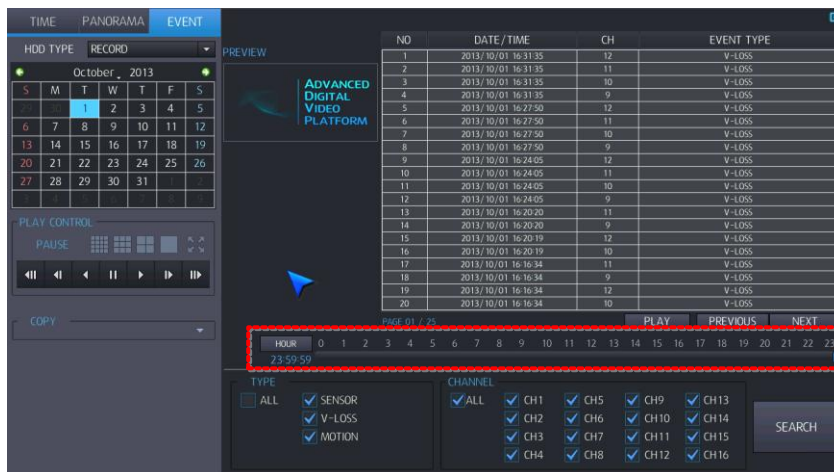 TIME PANORAMA EVENT
HDD TYPE RECORD
October 2013
S M T W T F S
29 30 1 2 3 4 5
6 7 8 9 10 11 12
13 14 15 16 17 18 19
20 21 22 23 24 25 26
27 28 29 30 31 1 2
3 4 5 6 7 8 9
PLAY CONTROL
PAUSE
COPY
PREVIEW
ADVANCED
DIGITAL
VIDEO
PLATFORM
NO DATE/TIME CH EVENT TYPE
1 2013/10/01 16:31:35 12 V-LOSS
2 2013/10/01 16:31:35 11 V-LOSS
3 2013/10/01 16:31:35 10 V-LOSS
4 2013/10/01 16:31:35 9 V-LOSS
5 2013/10/01 16:27:50 12 V-LOSS
6 2013/10/01 16:27:50 11 V-LOSS
7 2013/10/01 16:27:50 10 V-LOSS
8 2013/10/01 16:27:50 9 V-LOSS
9 2013/10/01 16:24:05 12 V-LOSS
10 2013/10/01 16:24:05 11 V-LOSS
11 2013/10/01 16:24:05 10 V-LOSS
12 2013/10/01 16:24:05 9 V-LOSS
13 2013/10/01 16:20:20 11 V-LOSS
14 2013/10/01 16:20:20 9 V-LOSS
15 2013/10/01 16:20:19 12 V-LOSS
16 2013/10/01 16:20:19 10 V-LOSS
17 2013/10/01 16:16:34 11 V-LOSS
18 2013/10/01 16:16:34 9 V-LOSS
19 2013/10/01 16:16:34 12 V-LOSS
20 2013/10/01 16:16:34 10 V-LOSS
PAGE 01 / 25 PLAY PREVIOUS NEXT
HOUR 0 1 2 3 4 5 6 7 8 9 10 11 12 13 14 15 16 17 18 19 20 21 22 23
23:59:59
TYPE
ALL SENSOR
V-LOSS
MOTION
CHANNEL
ALL CH1 CH5 CH9 CH13
CH2 CH6 CH10 CH14
CH3 CH7 CH11 CH15
CH4 CH8 CH12 CH16
SEARCH